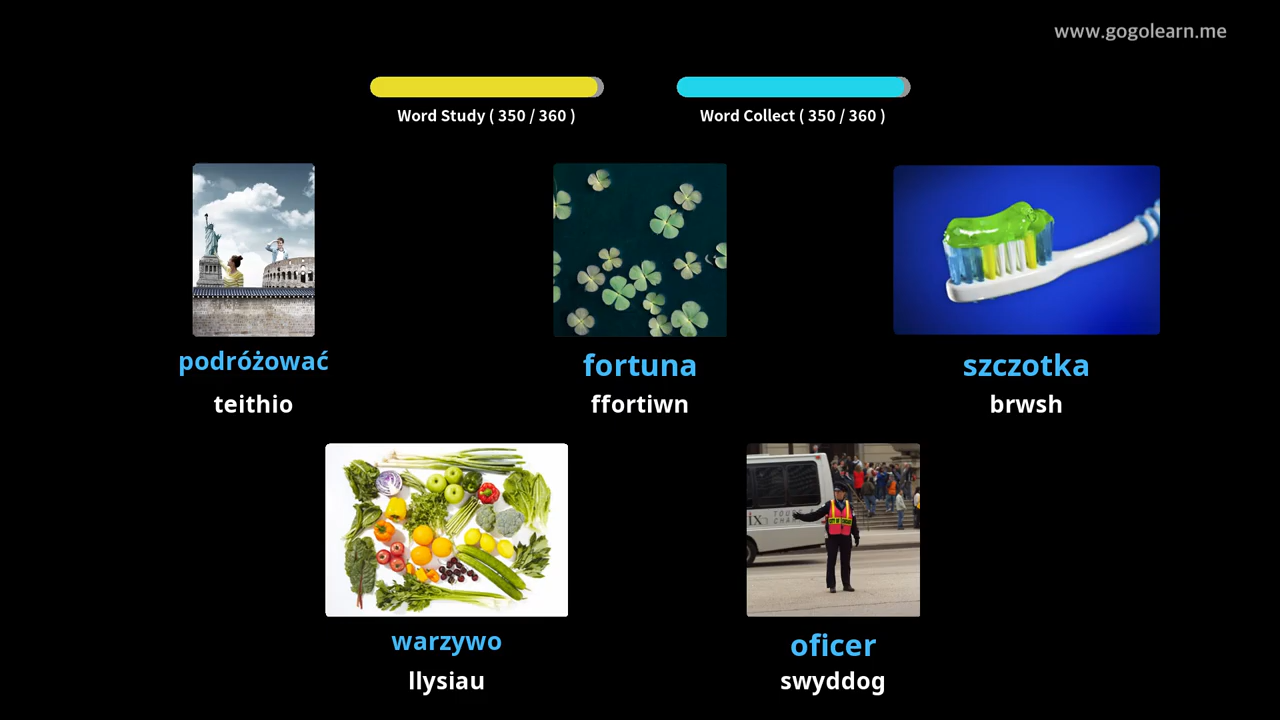 www.gogolearn.me
Word Study ( 350 / 360 )
Word Collect ( 350 / 360 )
podróżować
fortuna
szczotka
teithio
ffortiwn
brwsh
warzywo
oficer
llysiau
swyddog